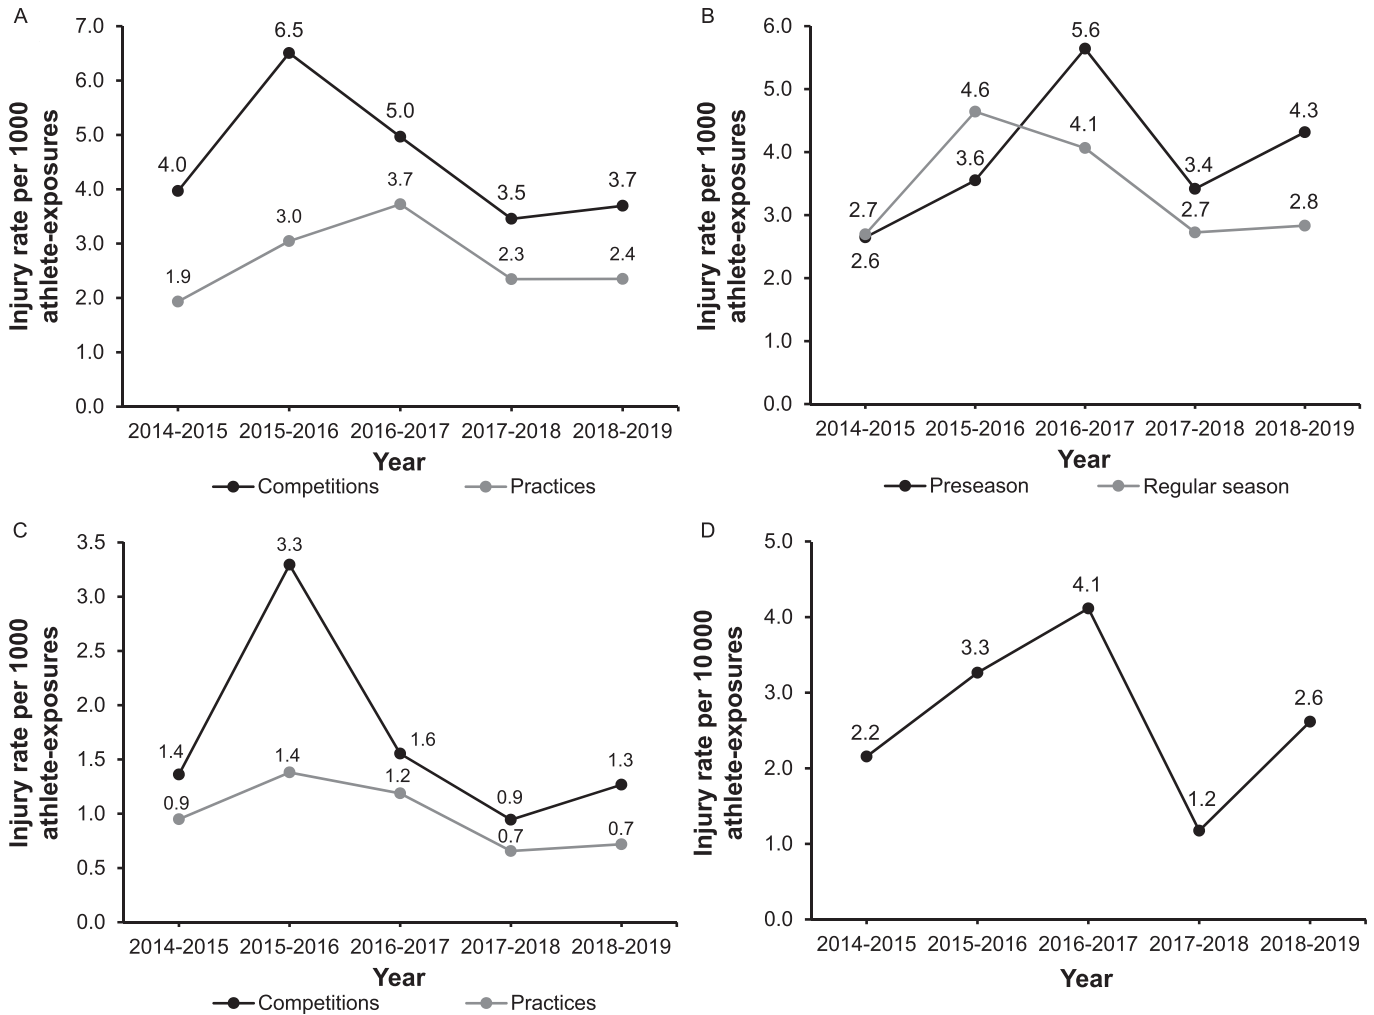 A
Injury rate per 1000
athlete-exposures
7.0
6.0
5.0
4.0
3.0
2.0
1.0
0.0
4.0
6.5
5.0
3.5
3.7
1.9
3.0
3.7
2.3
2.4
2014-2015 2015-2016 2016-2017 2017-2018 2018-2019
Year
Competitions Practices
B
Injury rate per 1000
athlete-exposures
6.0
5.0
4.0
3.0
2.0
1.0
0.0
2.6
3.6
5.6
3.4
4.3
2.7
4.6
4.1
2.7
2.8
2014-2015 2015-2016 2016-2017 2017-2018 2018-2019
Year
Preseason Regular season
C
Injury rate per 1000
athlete-exposures
3.5
3.0
2.5
2.0
1.5
1.0
0.5
0.0
1.4
3.3
1.6
0.9
1.3
0.9
1.4
1.2
0.7
0.7
2014-2015 2015-2016 2016-2017 2017-2018 2018-2019
Year
Competitions Practices
D
Injury rate per 10 000
athlete-exposures
5.0
4.0
3.0
2.0
1.0
0.0
2.2
3.3
4.1
1.2
2.6
2014-2015 2015-2016 2016-2017 2017-2018 2018-2019
Year